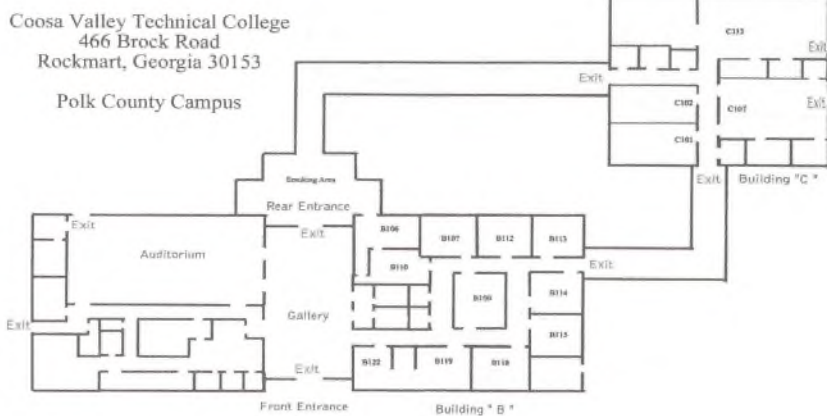 Coosa Valley Technical College
466 Brock Road
Rockmart, Georgia 30153
Polk County Campus
C113
Exit
Exit
C102
C107
Exit
C101
Exit
Building "C"
Smoking Area
Rear Entrance
Exit
Exit
Auditorium
B106
B107
B112
B113
B110
Exit
B114
Gallery
B100
B115
Exit
Exit
B122
B119
B118
Front Entrance
Building "B"